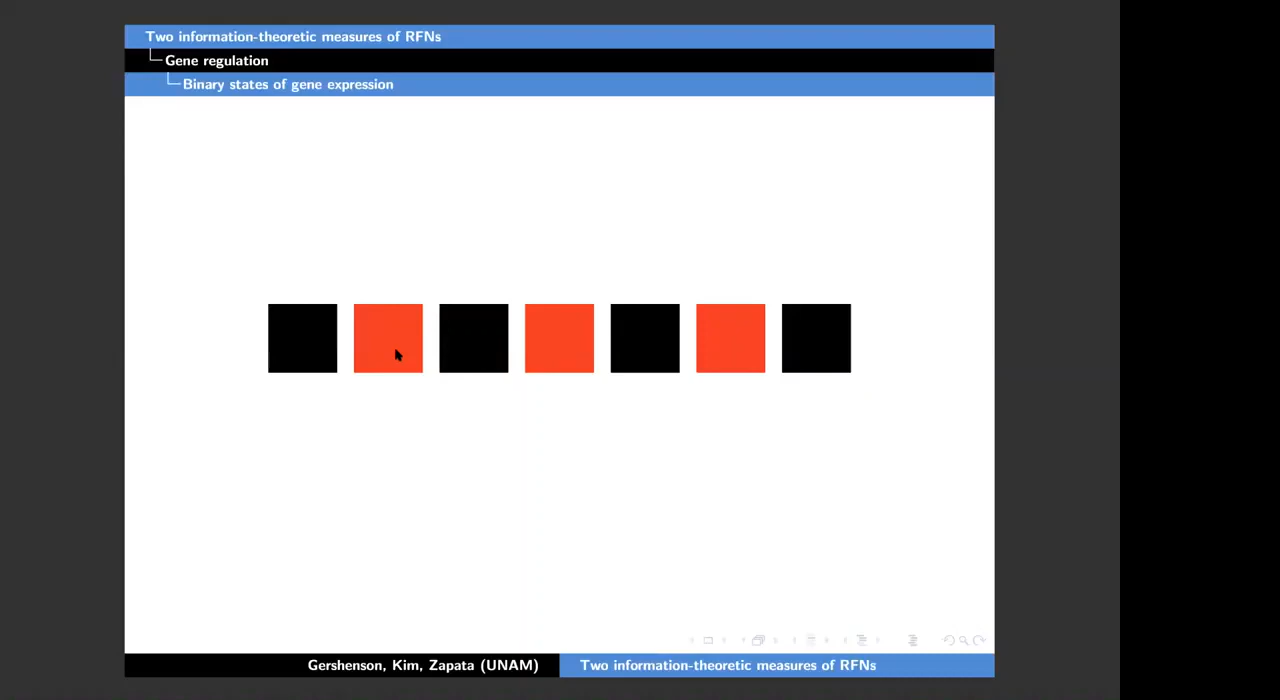 Two information-theoretic measures of RFNs
Gene regulation
Binary states of gene expression
Gershenson, Kim, Zapata (UNAM)
Two information-theoretic measures of RFNs